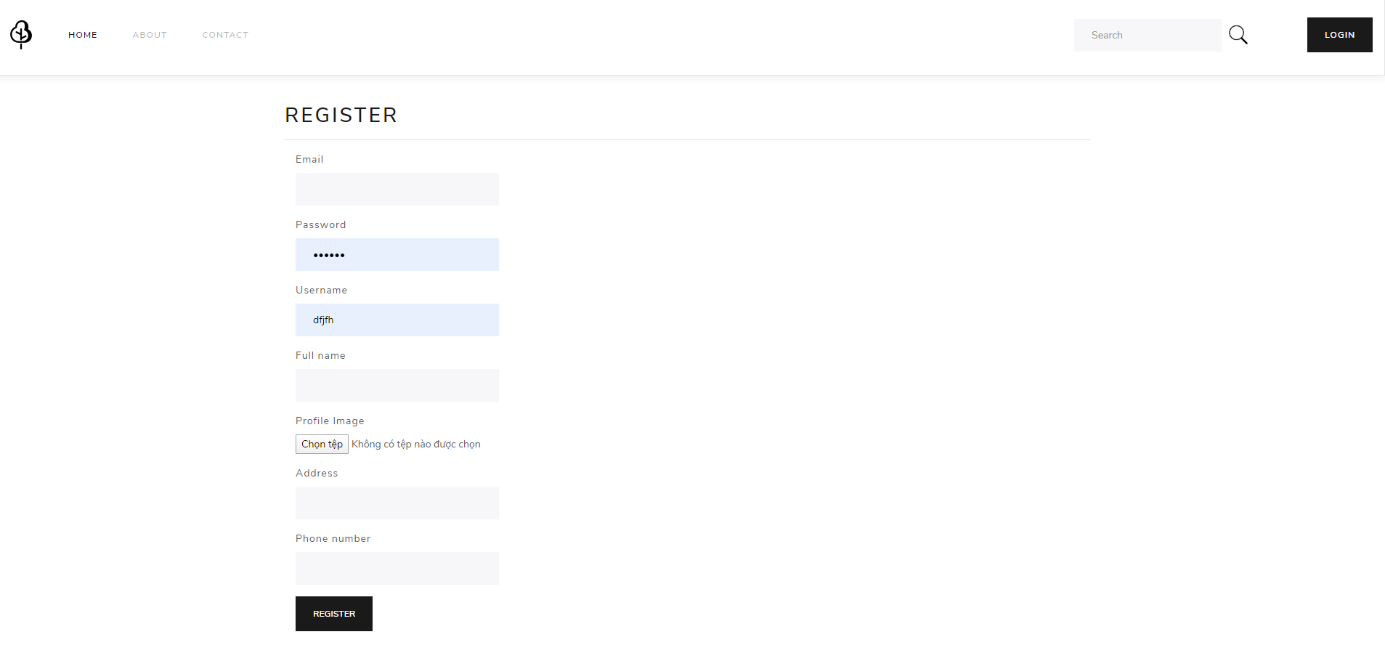 HOME ABOUT CONTACT Search LOGIN
REGISTER
Email
Password
••••••
Username
dfjfh
Full name
Profile Image
Chọn tệp Không có tệp nào được chọn
Address
Phone number
REGISTER